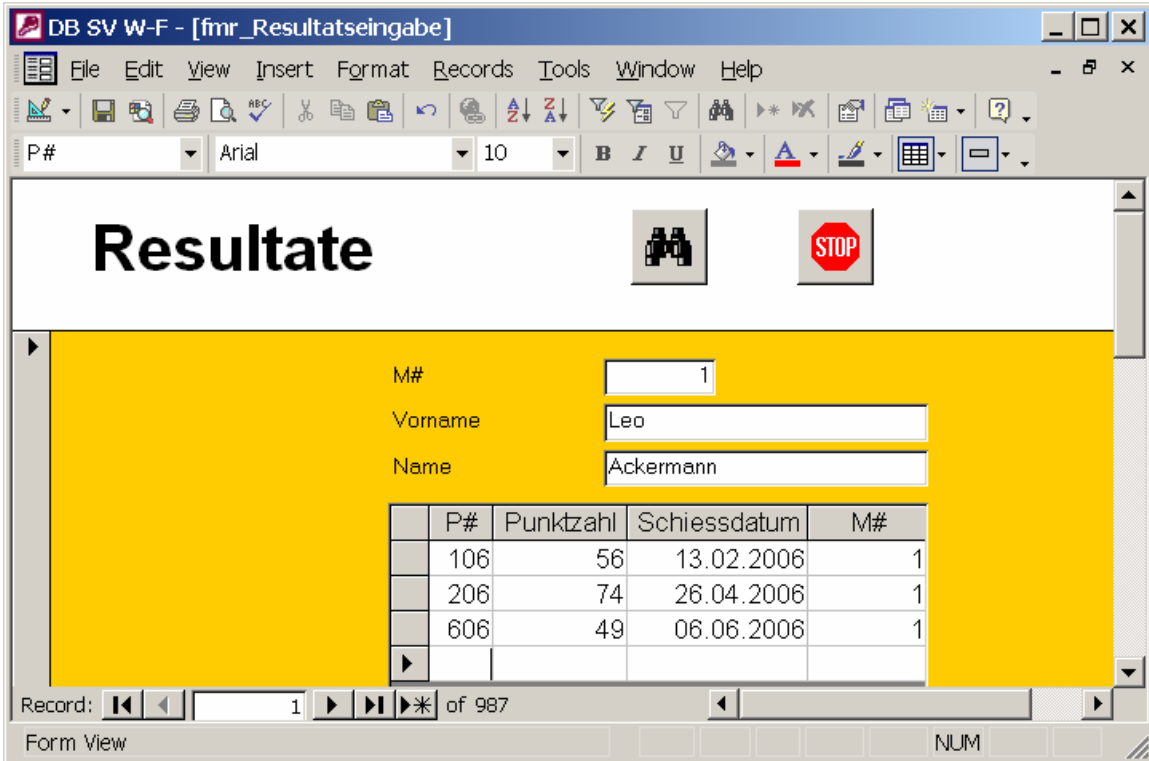 DB SV W-F - [fmr_Resultatseingabe]
File Edit View Insert Format Records Tools Window Help
P# Arial 10 B I U A
Resultate STOP
M# 1
Vorname Leo
Name Ackermann
P# Punktzahl Schiessdatum M#
106 56 13.02.2006 1
206 74 26.04.2006 1
606 49 06.06.2006 1
Record: 1 of 987
Form View NUM